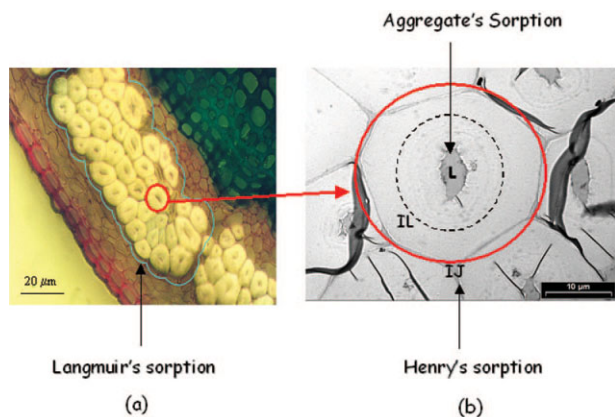 Aggregate's Sorption
L
IL
IJ
20 μm
10 μm
Langmuir's sorption
Henry's sorption
(a)
(b)